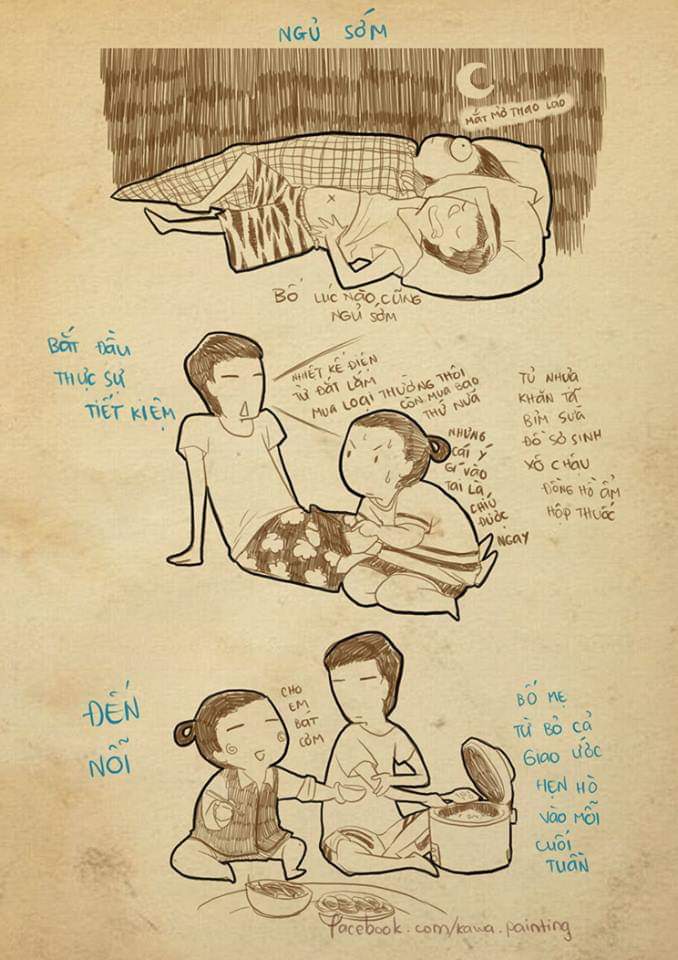 NGỦ SỚM
MẮT MỞ THAO LÁO
BỐ LÚC NÀO CŨNG
NGỦ SỚM
BẮT ĐẦU
THỰC SỰ
TIẾT KIỆM
NHIỆT KẾ ĐIỆN
TỬ ĐẮT LẮM
MUA LOẠI THƯỜNG THÔI
CÒN MUA BAO
THỨ NỮA
NHƯNG
CÁI Ý
GÍ VÀO
TAI LÀ
CHÍU
ĐƯỢC
NGAY
TỦ NHỰA
KHĂN TÃ
BỈM SỮA
ĐỒ SƠ SINH
XÔ CHẬU
ĐỒNG HỒ ẨM
HỘP THUỐC
ĐẾN
NỖI
CHO
EM
BÁT
CƠM
BỐ MẸ
TỪ BỎ CẢ
GIAO ƯỚC
HẸN HÒ
VÀO MỖI
CUỐI
TUẦN
facebook.com/kawa.painting